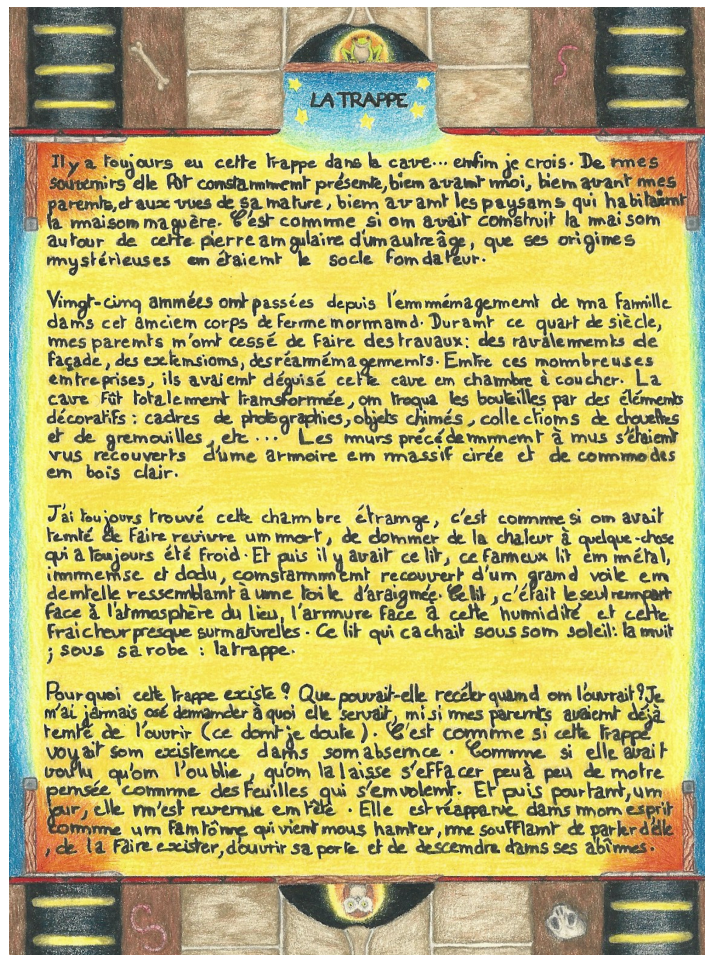 LA TRAPPE
Il y a toujours eu cette trappe dans la cave... enfin je crois. De mes
souvenirs elle fût constamment présente, bien avant moi, bien avant mes
parents, et aux vues de sa nature, bien avant les paysans qui habitaient
la maison naguère. C'est comme si on avait construit la maison
autour de cette pierre angulaire d'un autre âge, que ses origines
mystérieuses en étaient le socle fondateur.
Vingt-cinq années ont passées depuis l'emménagement de ma famille
dans cet ancien corps de ferme normand. Durant ce quart de siècle,
mes parents n'ont cessé de faire des travaux: des ravalements de
façade, des extensions, des réaménagements. Entre ces nombreuses
entreprises, ils avaient déguisé cette cave en chambre à coucher. La
cave fût totalement transformée, on troqua les bouteilles par des éléments
décoratifs : cadres de photographies, objets chinés, collections de chouettes
et de grenouilles, etc ... Les murs précédemment à nus s'étaient
vus recouverts d'une armoire en massif cirée et de commodes
en bois clair.
J'ai toujours trouvé cette chambre étrange, c'est comme si on avait
tenté de faire revivre un mort, de donner de la chaleur à quelque-chose
qui a toujours été froid. Et puis il y avait ce lit, ce fameux lit en métal,
immense et dodu, constamment recouvert d'un grand voile en
dentelle ressemblant à une toile d'araignée. Ce lit, c'était le seul rempart
face à l'atmosphère du lieu, l'armure face à cette humidité et cette
fraîcheur presque surnaturelles. Ce lit qui cachait sous son soleil: la nuit
; sous sa robe : la trappe.
Pourquoi cette trappe existe ? Que pouvait-elle recéler quand on l'ouvrait ? Je
n'ai jamais osé demander à quoi elle servait, ni si mes parents avaient déjà
tenté de l'ouvrir (ce dont je doute). C'est comme si cette trappe
voyait son existence dans son absence. Comme si elle avait
voulu qu'on l'oublie, qu'on la laisse s'effacer peu à peu de notre
pensée comme des feuilles qui s'envolent. Et puis pourtant, un
jour, elle m'est revenue en tête. Elle est réapparue dans mon esprit
comme un fantôme qui vient nous hanter, me soufflant de parler d'elle
, de la faire exister, d'ouvrir sa porte et de descendre dans ses abîmes.